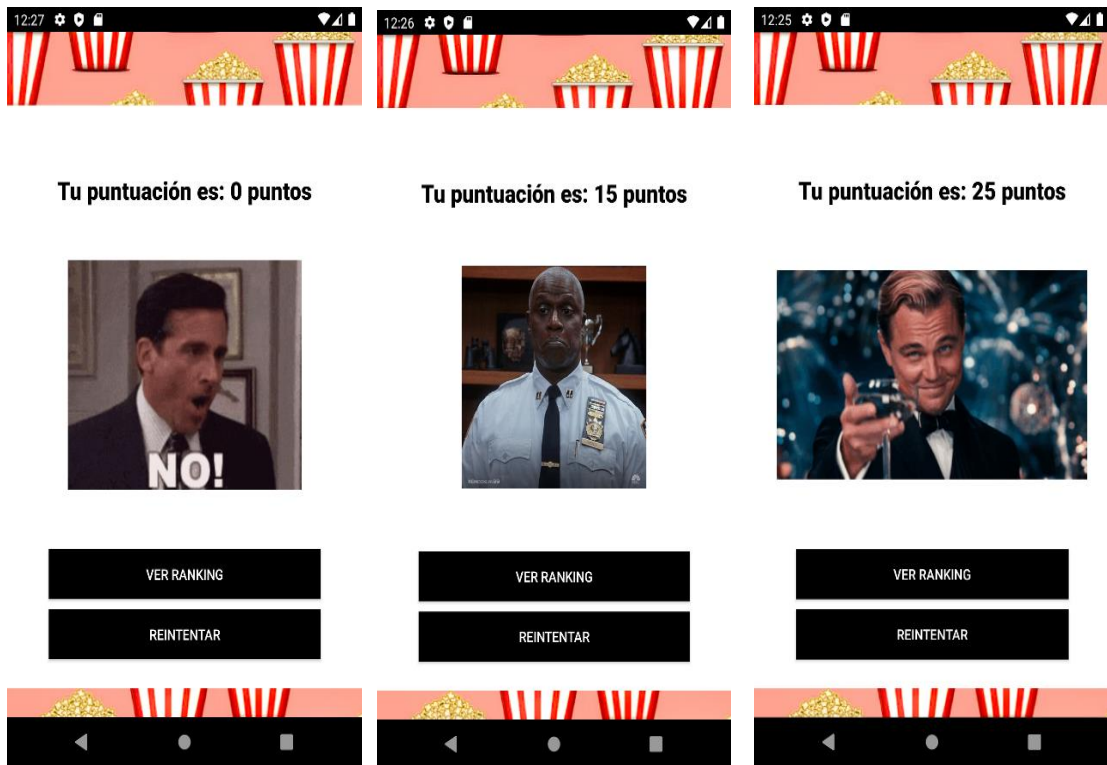 12:27
Tu puntuación es: 0 puntos
NO!
VER RANKING
REINTENTAR
12:26
Tu puntuación es: 15 puntos
VER RANKING
REINTENTAR
12:25
Tu puntuación es: 25 puntos
VER RANKING
REINTENTAR